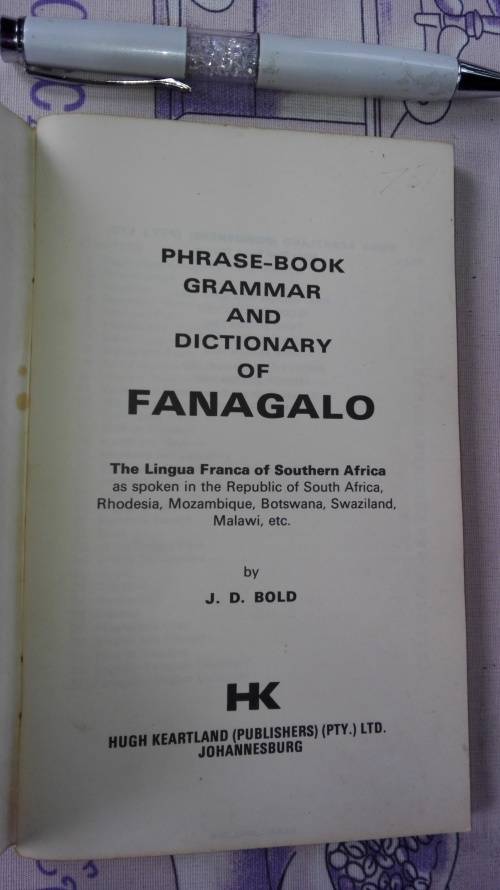 PHRASE-BOOK
GRAMMAR
AND
DICTIONARY
OF
FANAGALO
The Lingua Franca of Southern Africa
as spoken in the Republic of South Africa,
Rhodesia, Mozambique, Botswana, Swaziland,
Malawi, etc.
by
J. D. BOLD
HK
HUGH KEARTLAND (PUBLISHERS) (PTY.) LTD.
JOHANNESBURG